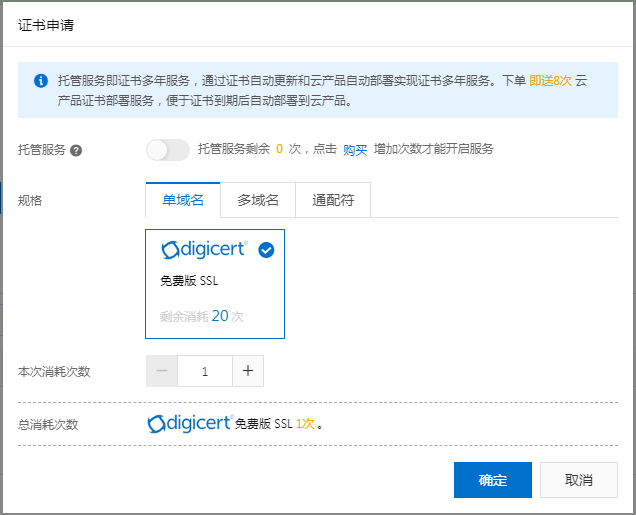 证书申请
托管服务即证书多年服务，通过证书自动更新和云产品自动部署实现证书多年服务。下单 即送8次 云
产品证书部署服务，便于证书到期后自动部署到云产品。
托管服务 ? 托管服务剩余 0 次，点击 购买 增加次数才能开启服务
规格 单域名 多域名 通配符
digicert®
免费版 SSL
剩余消耗 20 次
本次消耗次数 － 1 +
总消耗次数 digicert® 免费版 SSL 1次 。
确定 取消